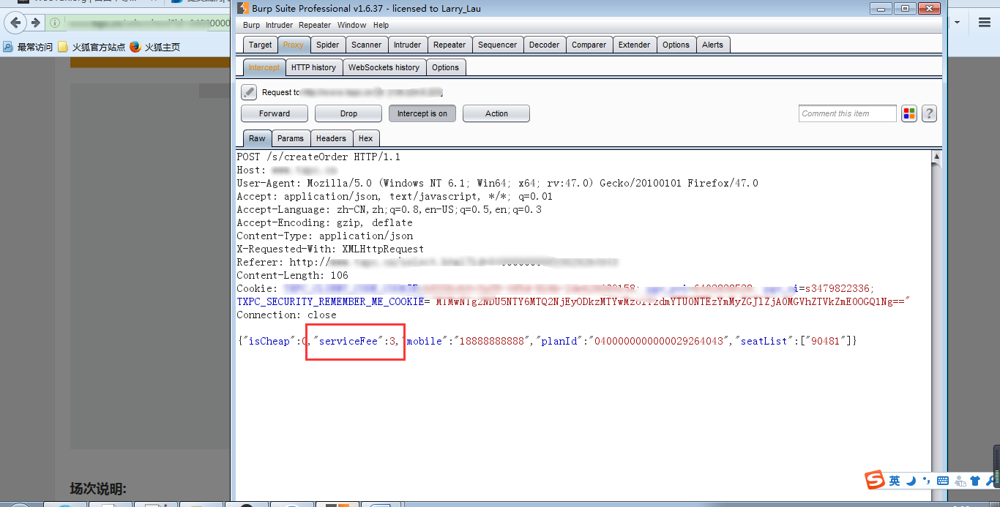 Burp Suite Professional v1.6.37 - licensed to Larry_Lau
Burp Intruder Repeater Window Help
最常访问 火狐官方站点 火狐主页
Target Proxy Spider Scanner Intruder Repeater Sequencer Decoder Comparer Extender Options Alerts
Intercept HTTP history WebSockets history Options
Request to
Forward Drop Intercept is on Action Comment this item ?
Raw Params Headers Hex
POST /s/createOrder HTTP/1.1
Host:
User-Agent: Mozilla/5.0 (Windows NT 6.1; Win64; x64; rv:47.0) Gecko/20100101 Firefox/47.0
Accept: application/json, text/javascript, */*; q=0.01
Accept-Language: zh-CN,zh;q=0.8,en-US;q=0.5,en;q=0.3
Accept-Encoding: gzip, deflate
Content-Type: application/json
X-Requested-With: XMLHttpRequest
Referer: http://
Content-Length: 106
Cookie: i=s3479822336;
TXPC_SECURITY_REMEMBER_ME_COOKIE=
Connection: close
{"isCheap":0,"serviceFee":3,"mobile":"18888888888","planId":"0400000000000029264043","seatList":["90481"]}
场次说明:
S 英